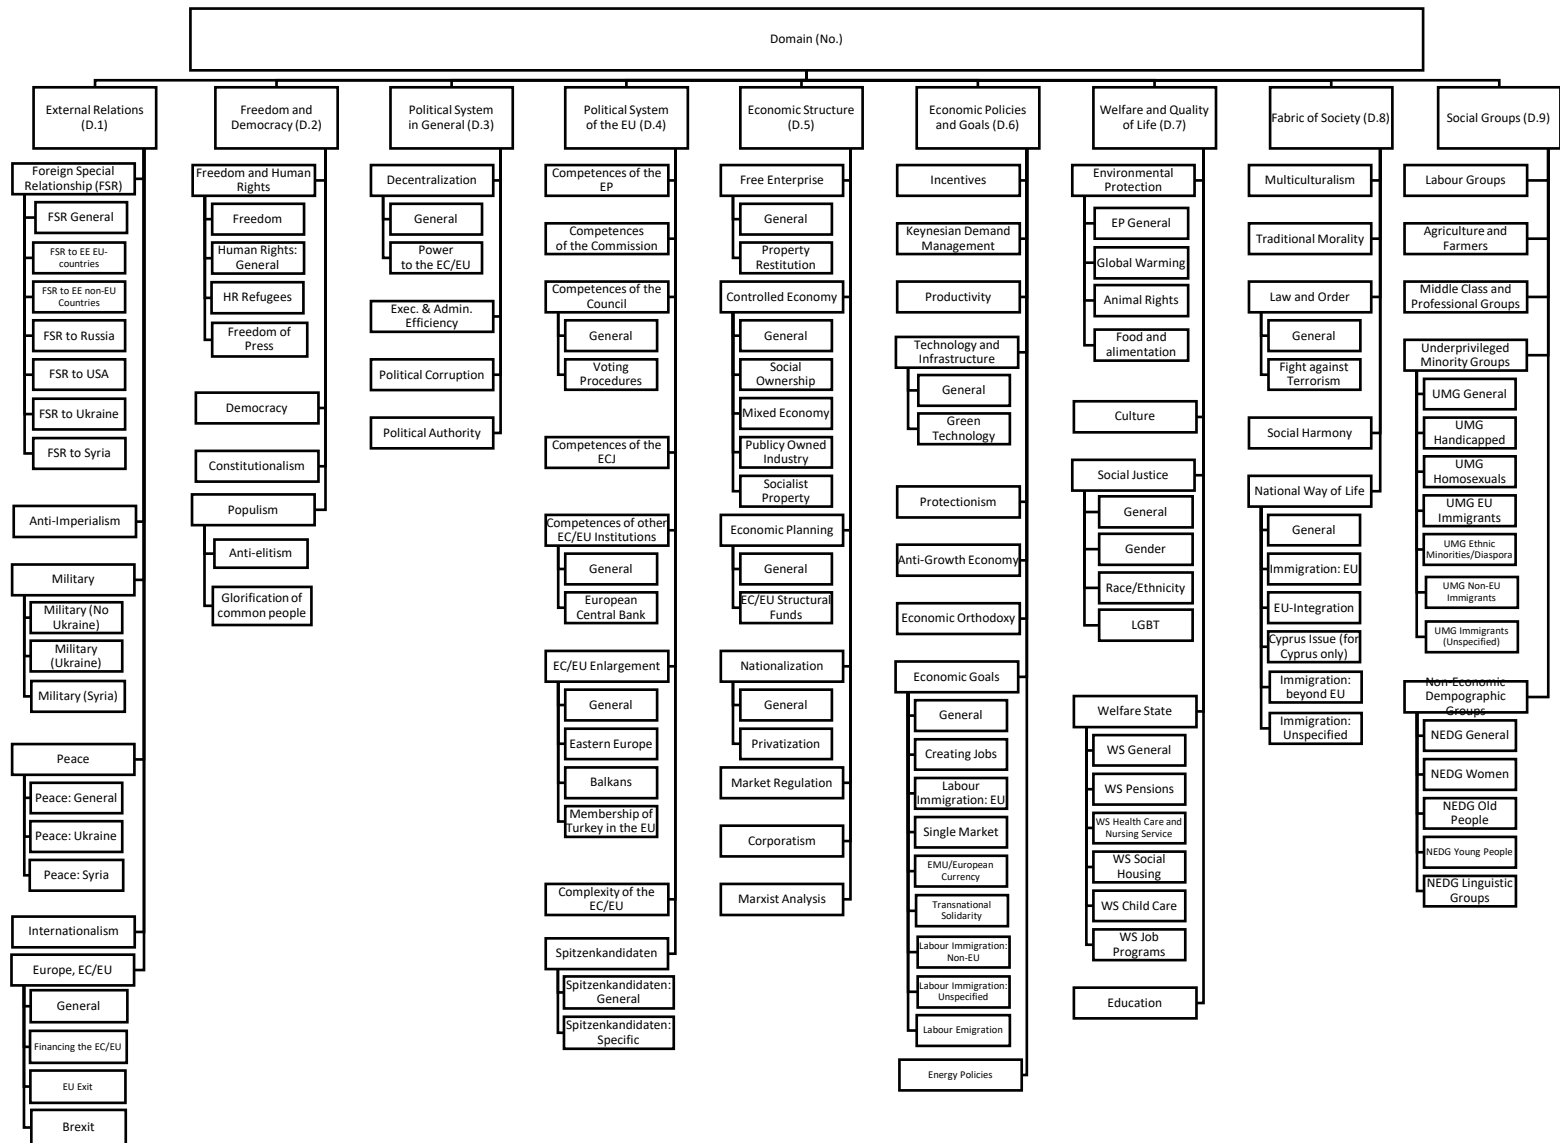 Domain (No.)
External Relations
(D.1)
Foreign Special
Relationship (FSR)
FSR General
FSR to EE EU-
countries
FSR to EE non-EU
Countries
FSR to Russia
FSR to USA
FSR to Ukraine
FSR to Syria
Anti-Imperialism
Military
Military (No
Ukraine)
Military
(Ukraine)
Military (Syria)
Peace
Peace: General
Peace: Ukraine
Peace: Syria
Internationalism
Europe, EC/EU
General
Financing the EC/EU
EU Exit
Brexit
Freedom and
Democracy (D.2)
Freedom and Human
Rights
Freedom
Human Rights:
General
HR Refugees
Freedom of
Press
Democracy
Constitutionalism
Populism
Anti-elitism
Glorification of
common people
Political System
in General (D.3)
Decentralization
General
Power
to the EC/EU
Exec. & Admin.
Efficiency
Political Corruption
Political Authority
Political System
of the EU (D.4)
Competences of the
EP
Competences
of the Commission
Competences of the
Council
General
Voting
Procedures
Competences of the
ECJ
Competences of other
EC/EU Institutions
General
European
Central Bank
EC/EU Enlargement
General
Eastern Europe
Balkans
Membership of
Turkey in the EU
Complexity of the
EC/EU
Spitzenkandidaten
Spitzenkandidaten:
General
Spitzenkandidaten:
Specific
Economic Structure
(D.5)
Free Enterprise
General
Property
Restitution
Controlled Economy
General
Social
Ownership
Mixed Economy
Publicy Owned
Industry
Socialist
Property
Economic Planning
General
EC/EU Structural
Funds
Nationalization
General
Privatization
Market Regulation
Corporatism
Marxist Analysis
Economic Policies
and Goals (D.6)
Incentives
Keynesian Demand
Management
Productivity
Technology and
Infrastructure
General
Green
Technology
Protectionism
Anti-Growth Economy
Economic Orthodoxy
Economic Goals
General
Creating Jobs
Labour
Immigration: EU
Single Market
EMU/European
Currency
Transnational
Solidarity
Labour Immigration:
Non-EU
Labour Immigration:
Unspecified
Labour Emigration
Energy Policies
Welfare and Quality
of Life (D.7)
Environmental
Protection
EP General
Global Warming
Animal Rights
Food and
alimentation
Culture
Social Justice
General
Gender
Race/Ethnicity
LGBT
Welfare State
WS General
WS Pensions
WS Health Care and
Nursing Service
WS Social
Housing
WS Child Care
WS Job
Programs
Education
Fabric of Society (D.8)
Multiculturalism
Traditional Morality
Law and Order
General
Fight against
Terrorism
Social Harmony
National Way of Life
General
Immigration: EU
EU-Integration
Cyprus Issue (for
Cyprus only)
Immigration:
beyond EU
Immigration:
Unspecified
Social Groups (D.9)
Labour Groups
Agriculture and
Farmers
Middle Class and
Professional Groups
Underprivileged
Minority Groups
UMG General
UMG
Handicapped
UMG
Homosexuals
UMG EU
Immigrants
UMG Ethnic
Minorities/Diaspora
UMG Non-EU
Immigrants
UMG Immigrants
(Unspecified)
Non-Economic
Dempographic
Groups
NEDG General
NEDG Women
NEDG Old
People
NEDG Young People
NEDG Linguistic
Groups